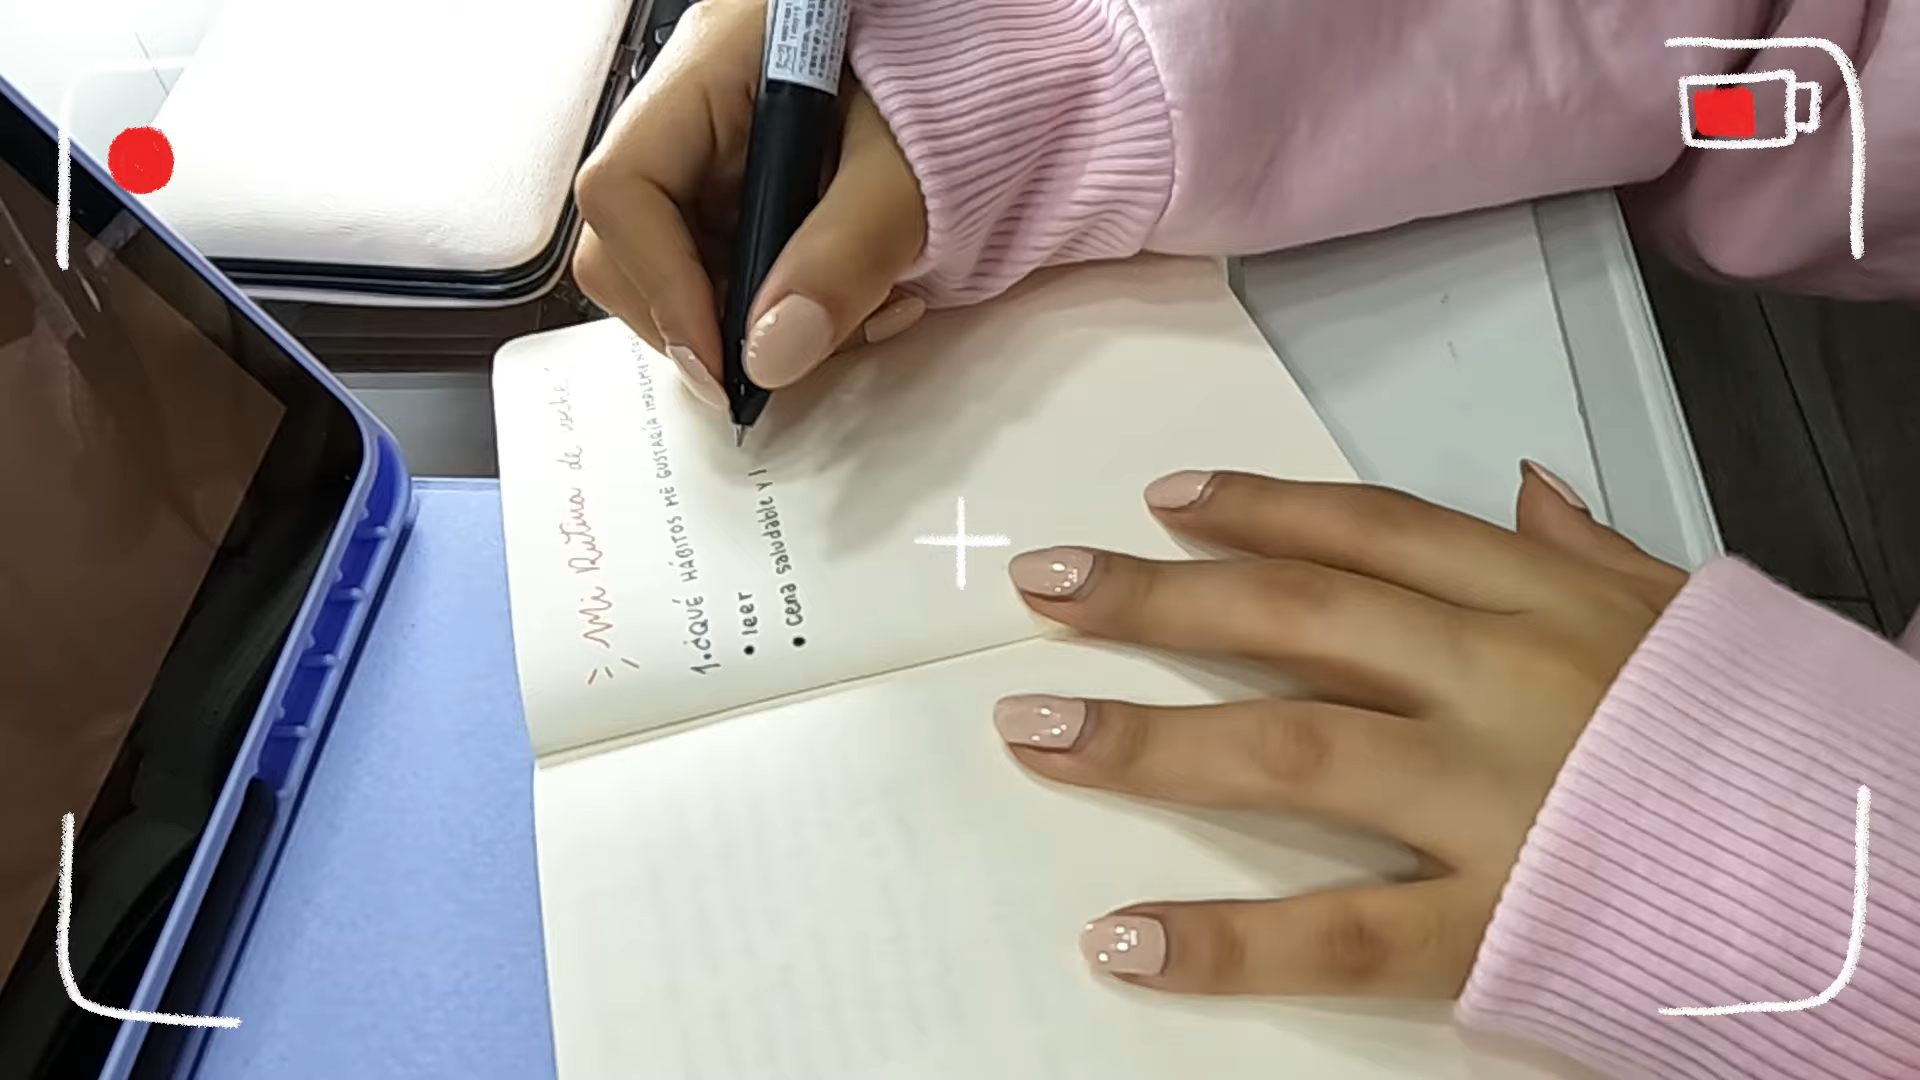 Mi Rutina de noche
1. ¿QUÉ HÁBITOS ME GUSTARÍA IMPLEMENTAR
• leer
• cena saludable y l